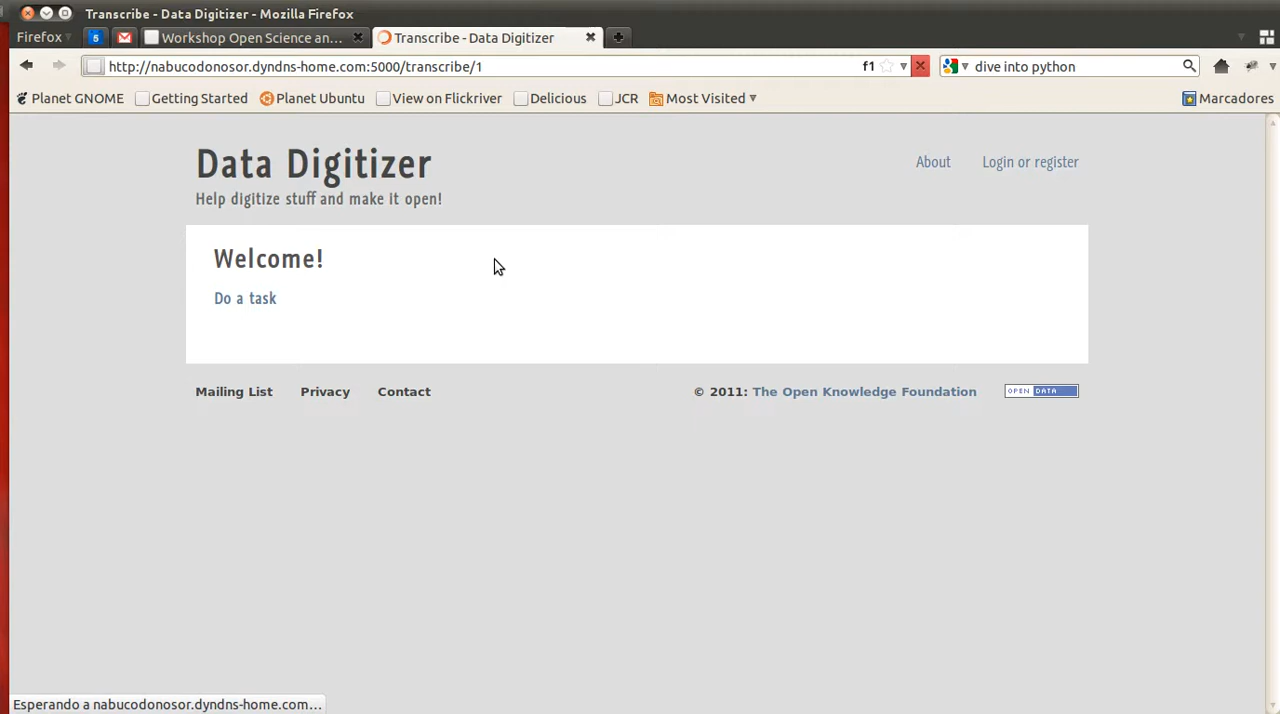 Transcribe - Data Digitizer - Mozilla Firefox
Firefox 5 Workshop Open Science an... Transcribe - Data Digitizer
http://nabucodonosor.dyndns-home.com:5000/transcribe/1 f1 dive into python
Planet GNOME Getting Started Planet Ubuntu View on Flickriver Delicious JCR Most Visited Marcadores
Data Digitizer
About Login or register
Help digitize stuff and make it open!
Welcome!
Do a task
Mailing List Privacy Contact © 2011: The Open Knowledge Foundation OPEN DATA
Esperando a nabucodonosor.dyndns-home.com...